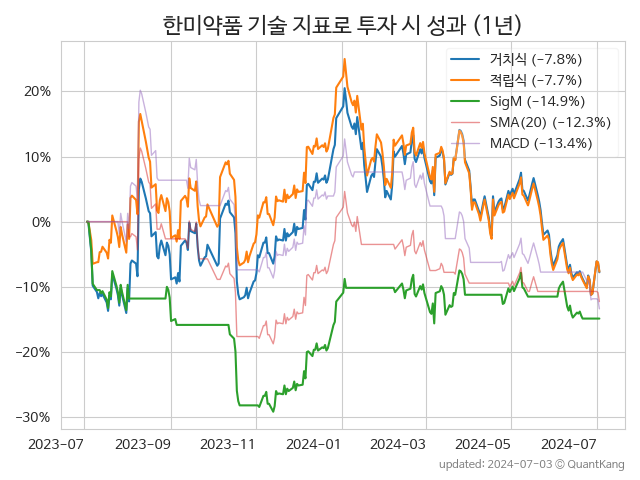 한미약품 기술 지표로 투자 시 성과 (1년)
거치식 (−7.8%)
적립식 (−7.7%)
SigM (−14.9%)
SMA(20) (−12.3%)
MACD (−13.4%)
20%
10%
0%
−10%
−20%
−30%
2023-07
2023-09
2023-11
2024-01
2024-03
2024-05
2024-07
updated: 2024-07-03 ⓒ QuantKang